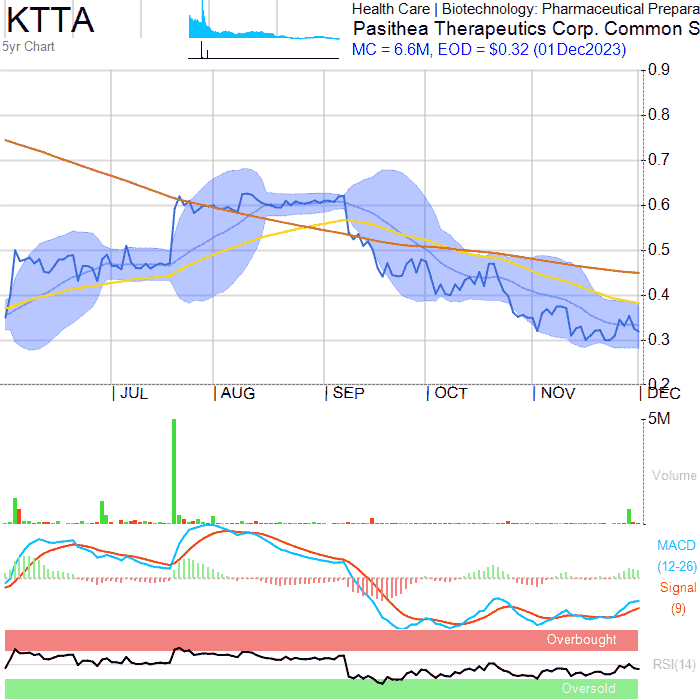 KTTA
5yr Chart
Health Care | Biotechnology: Pharmaceutical Prepara
Pasithea Therapeutics Corp. Common S
MC = 6.6M, EOD = $0.32 (01Dec2023)
0.9
0.8
0.7
0.6
0.5
0.4
0.3
0.2
JUL AUG SEP OCT NOV DEC
5M
Volume
MACD
(12-26)
Signal
(9)
Overbought
RSI(14)
Oversold